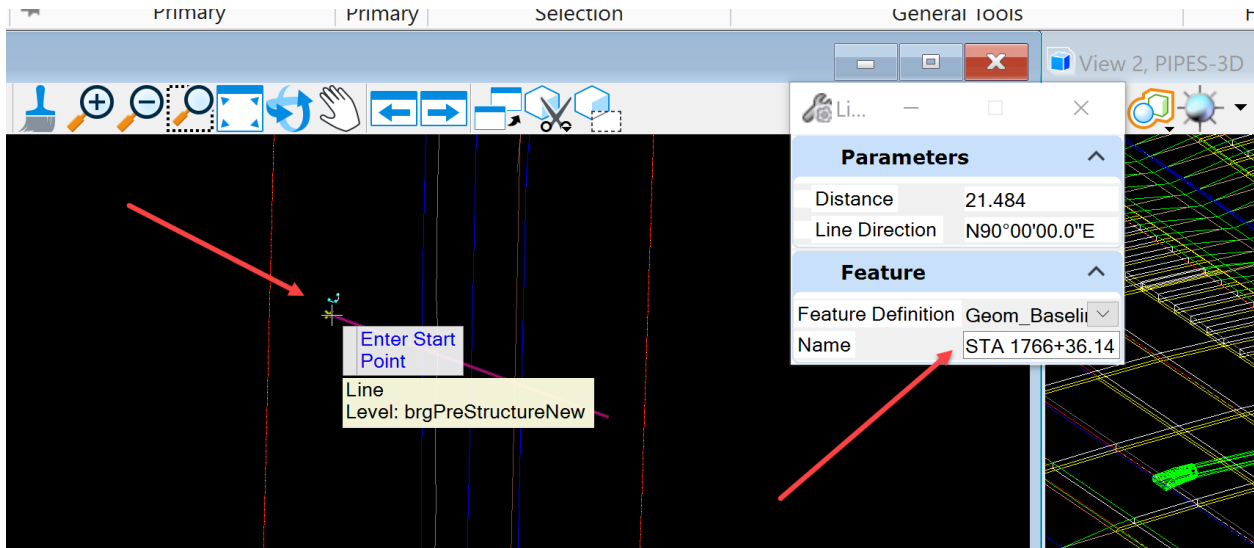 Primary
Primary
Selection
General Tools
View 2, PIPES-3D
Li...
Parameters
Distance 21.484
Line Direction N90°00'00.0"E
Feature
Feature Definition Geom_Baseli
Name STA 1766+36.14
Enter Start
Point
Line
Level: brgPreStructureNew